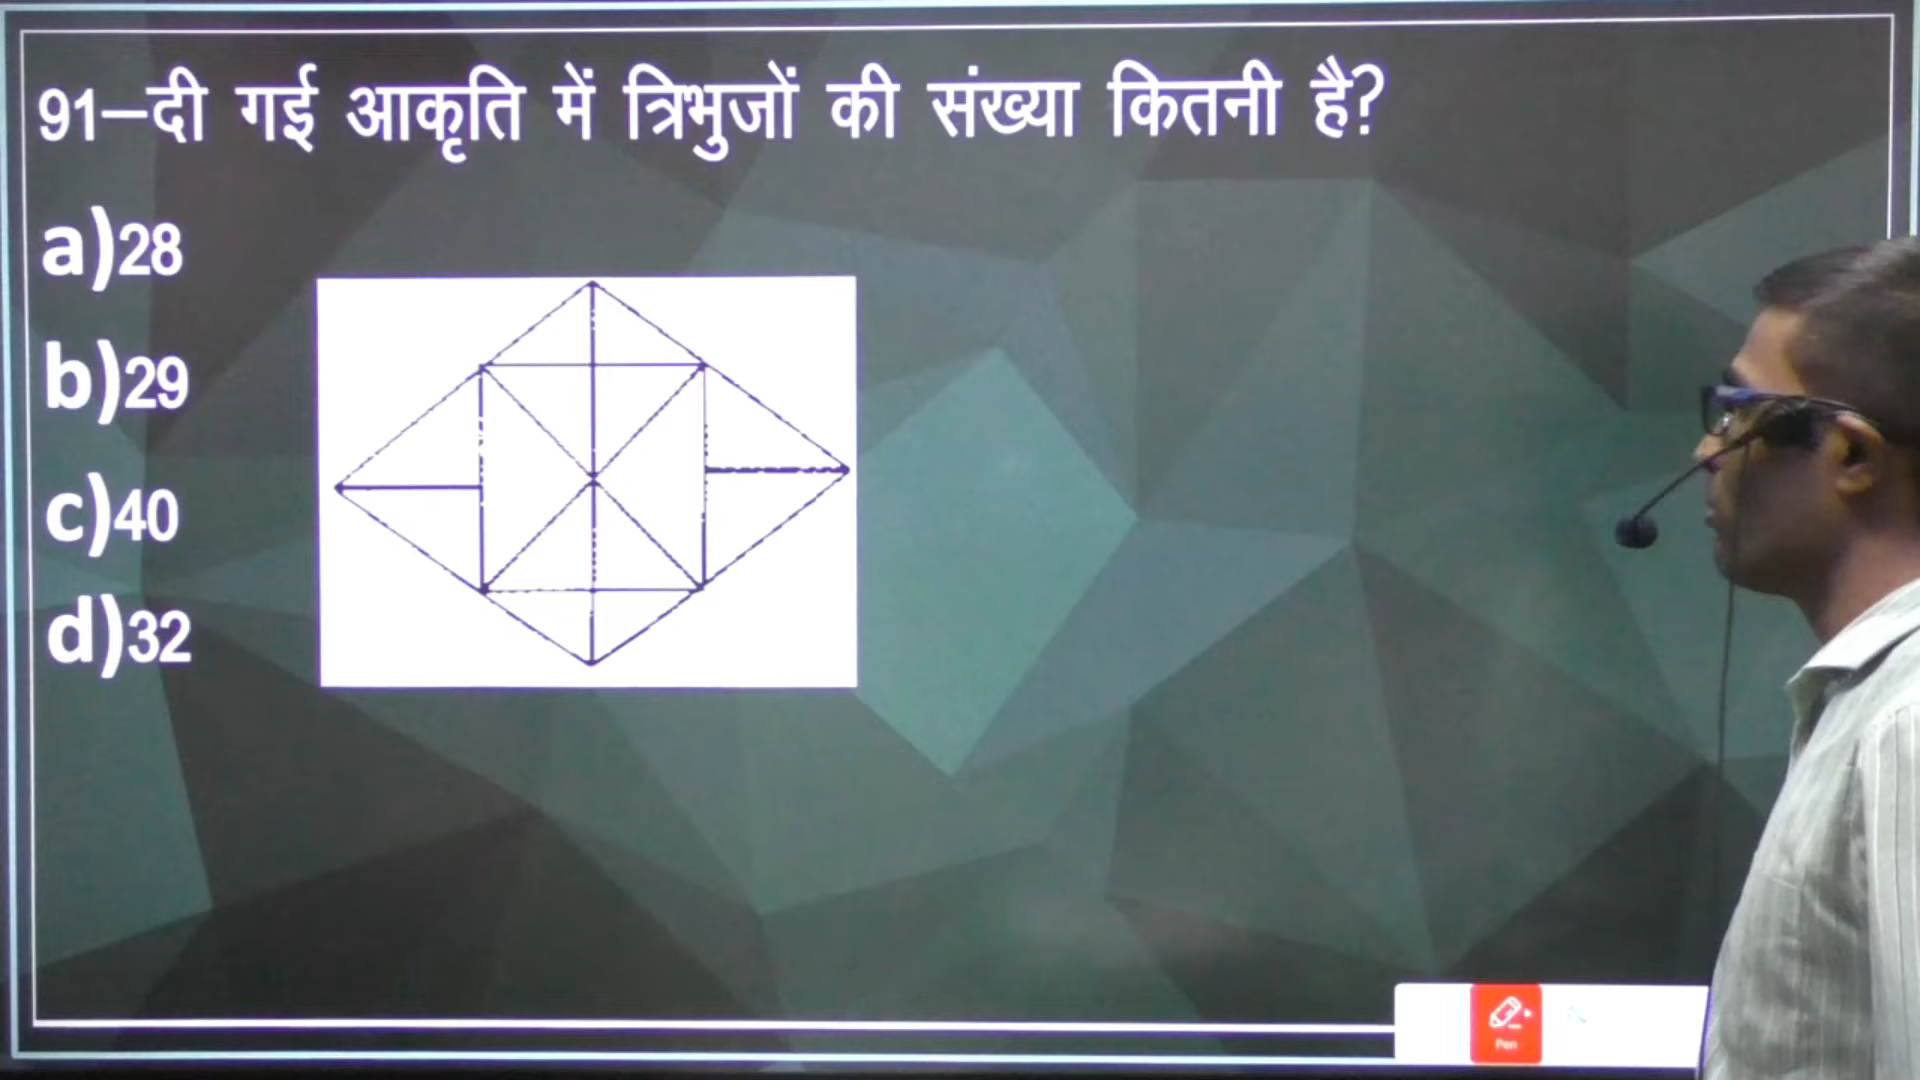 91–दी गई आकृति में त्रिभुजों की संख्या कितनी है?
a)28
b)29
c)40
d)32
Pen